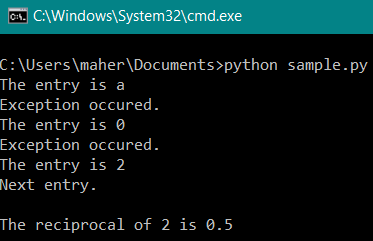 C:\Windows\System32\cmd.exe
C:\Users\maher\Documents>python sample.py
The entry is a
Exception occured.
The entry is 0
Exception occured.
The entry is 2
Next entry.
The reciprocal of 2 is 0.5